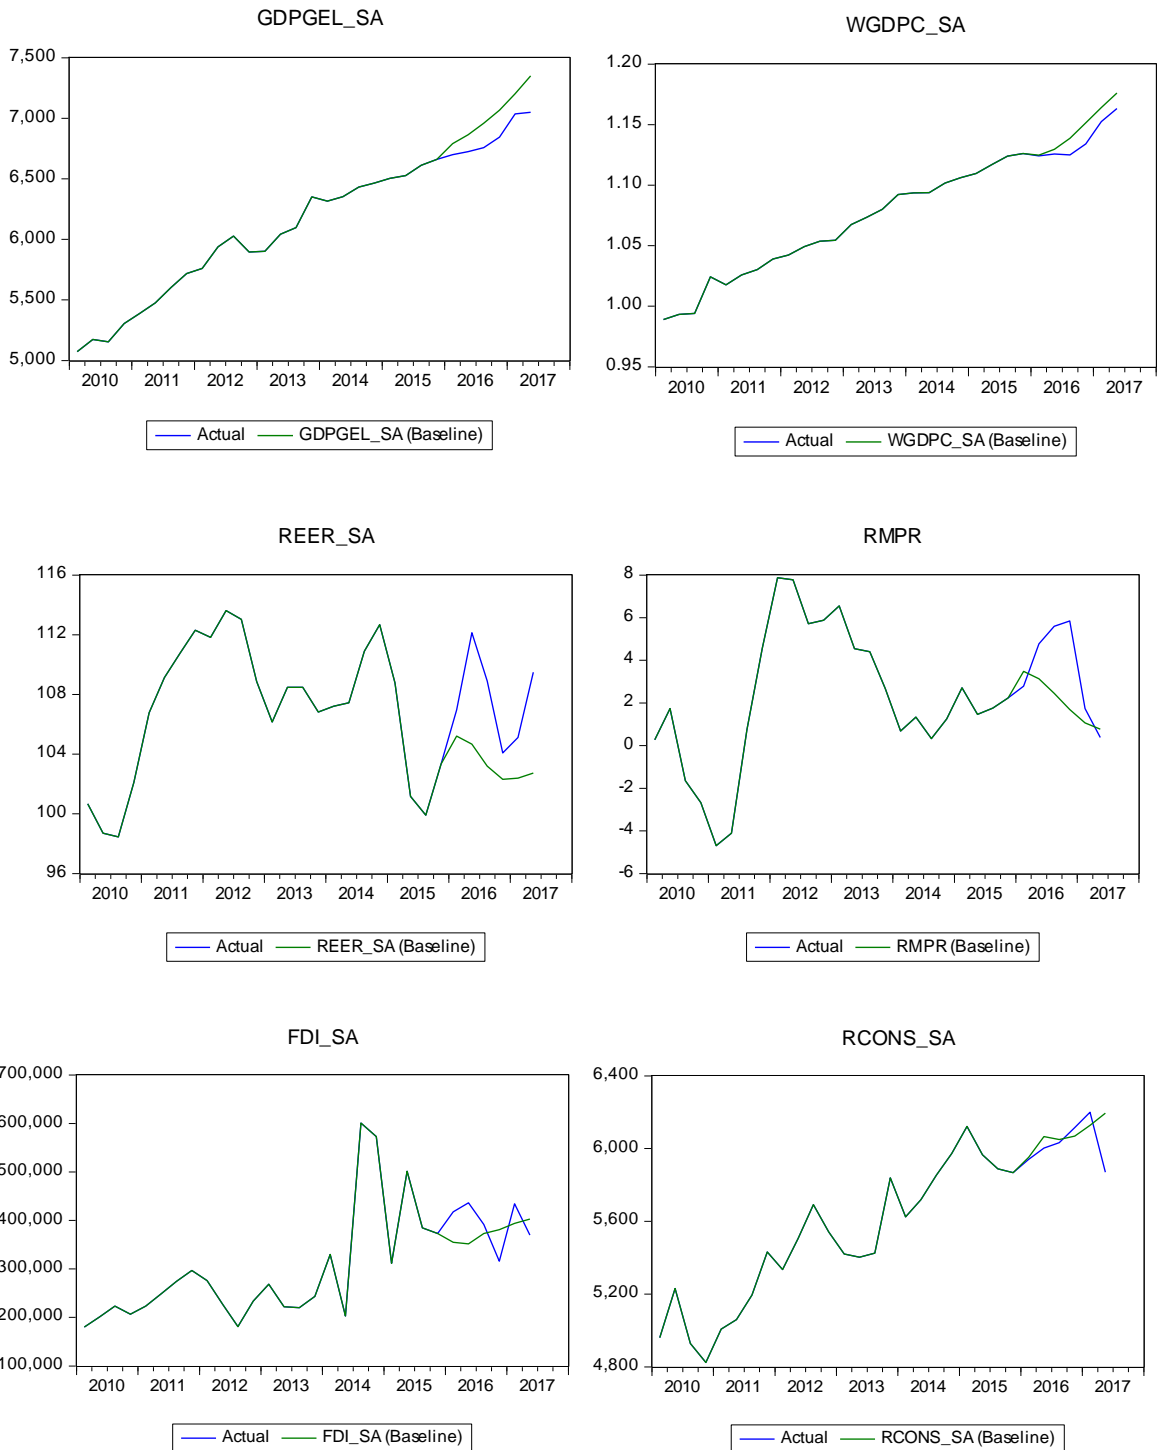 GDPGEL_SA
7,500
7,000
6,500
6,000
5,500
5,000
2010 2011 2012 2013 2014 2015 2016 2017
Actual GDPGEL_SA (Baseline)
WGDPC_SA
1.20
1.15
1.10
1.05
1.00
0.95
2010 2011 2012 2013 2014 2015 2016 2017
Actual WGDPC_SA (Baseline)
REER_SA
116
112
108
104
100
96
2010 2011 2012 2013 2014 2015 2016 2017
Actual REER_SA (Baseline)
RMPR
8
6
4
2
0
-2
-4
-6
2010 2011 2012 2013 2014 2015 2016 2017
Actual RMPR (Baseline)
FDI_SA
700,000
600,000
500,000
400,000
300,000
200,000
100,000
2010 2011 2012 2013 2014 2015 2016 2017
Actual FDI_SA (Baseline)
RCONS_SA
6,400
6,000
5,600
5,200
4,800
2010 2011 2012 2013 2014 2015 2016 2017
Actual RCONS_SA (Baseline)